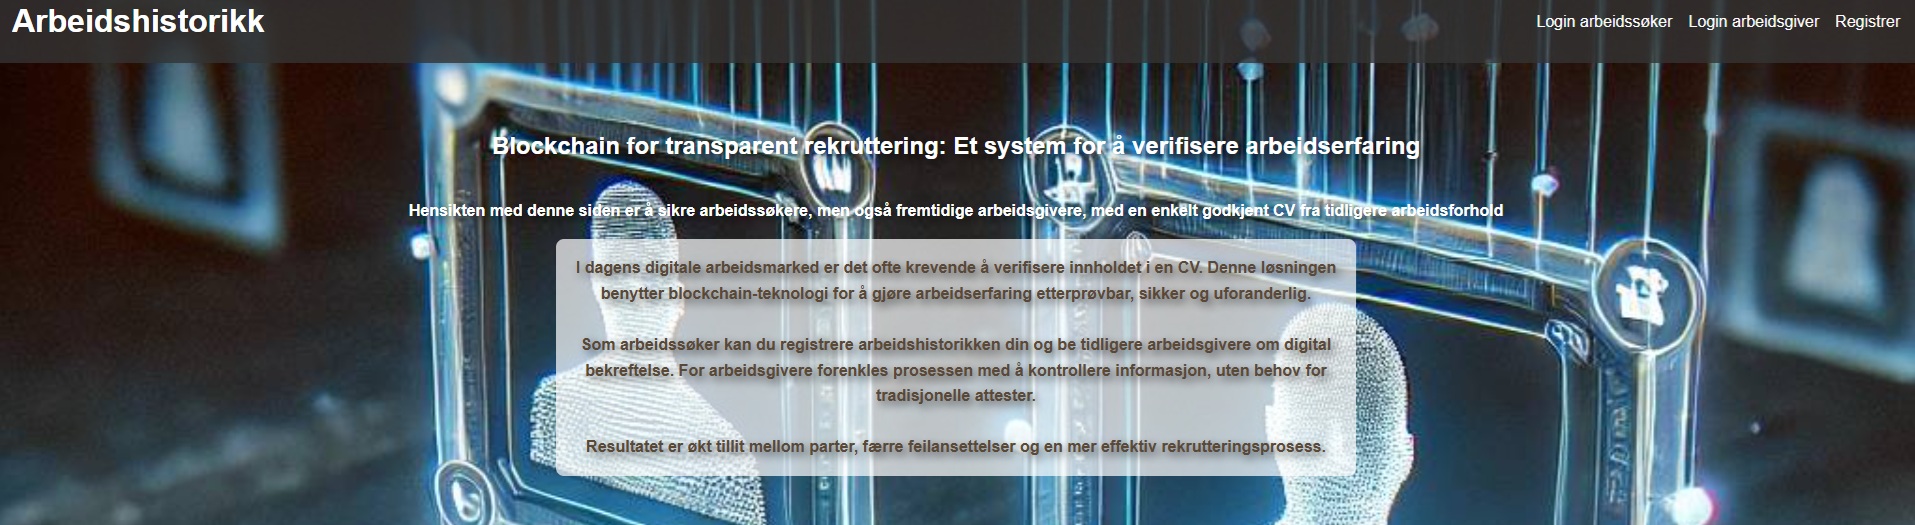 Arbeidshistorikk
Login arbeidssøker Login arbeidsgiver Registrer
Blockchain for transparent rekruttering: Et system for å verifisere arbeidserfaring
Hensikten med denne siden er å sikre arbeidssøkere, men også fremtidige arbeidsgivere, med en enkelt godkjent CV fra tidligere arbeidsforhold
I dagens digitale arbeidsmarked er det ofte krevende å verifisere innholdet i en CV. Denne løsningen
benytter blockchain-teknologi for å gjøre arbeidserfaring etterprøvbar, sikker og uforanderlig.
Som arbeidssøker kan du registrere arbeidshistorikken din og be tidligere arbeidsgivere om digital
bekreftelse. For arbeidsgivere forenkles prosessen med å kontrollere informasjon, uten behov for
tradisjonelle attester.
Resultatet er økt tillit mellom parter, færre feilansettelser og en mer effektiv rekrutteringsprosess.